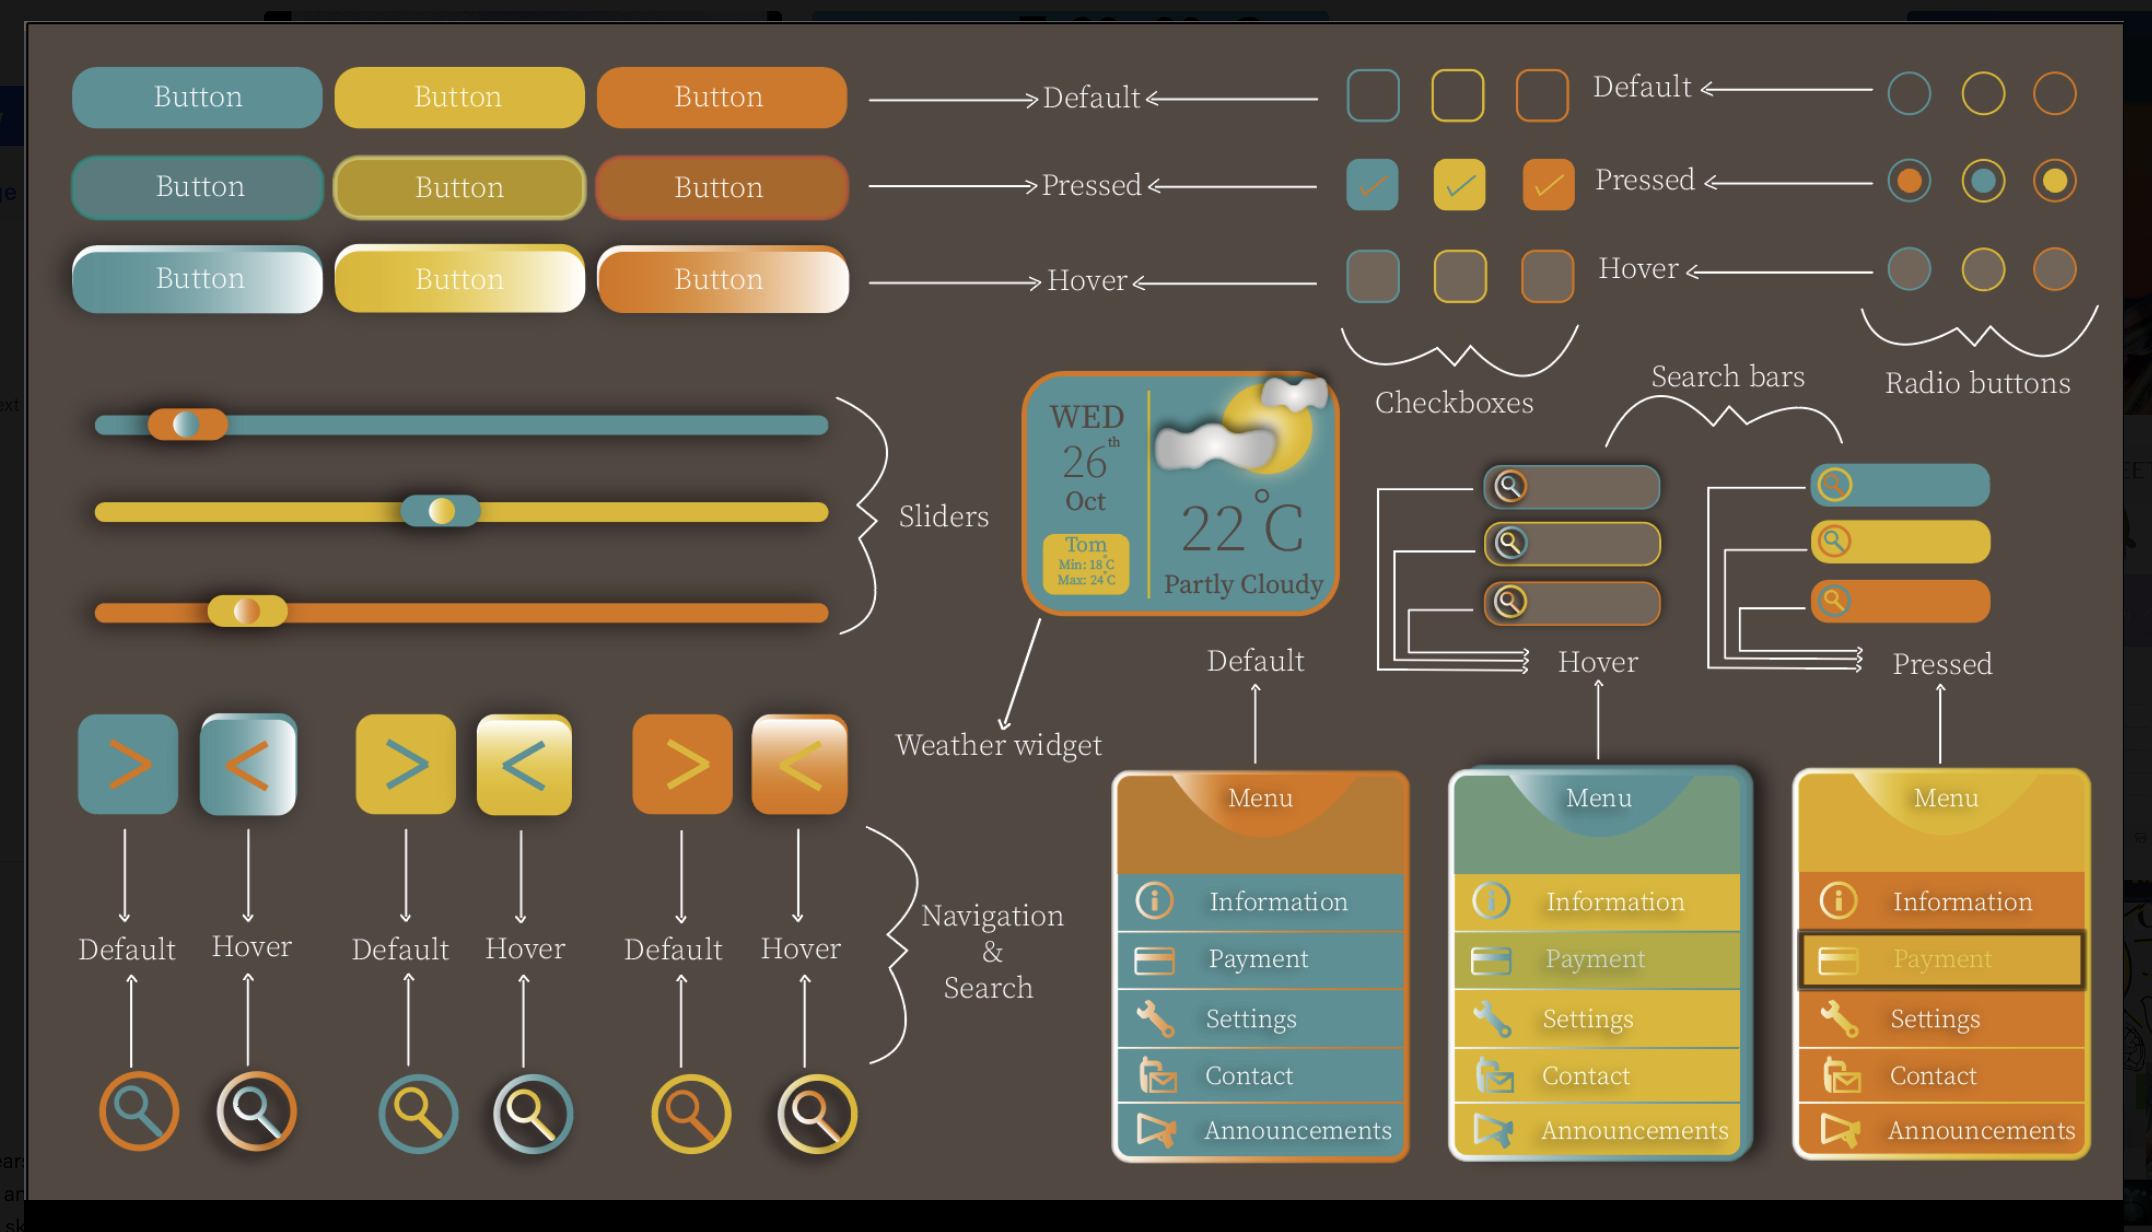 Button Button Button Default Default
Button Button Button Pressed Pressed
Button Button Button Hover Hover
Checkboxes
Search bars
Radio buttons
Sliders
WED
26th
Oct
Tom
Min: 18°C
Max: 24°C
22°C
Partly Cloudy
Weather widget
Hover
Pressed
Default
> < > < > <
Default Hover Default Hover Default Hover
Navigation
&
Search
Menu
Information
Payment
Settings
Contact
Announcements
Menu
Information
Payment
Settings
Contact
Announcements
Menu
Information
Payment
Settings
Contact
Announcements